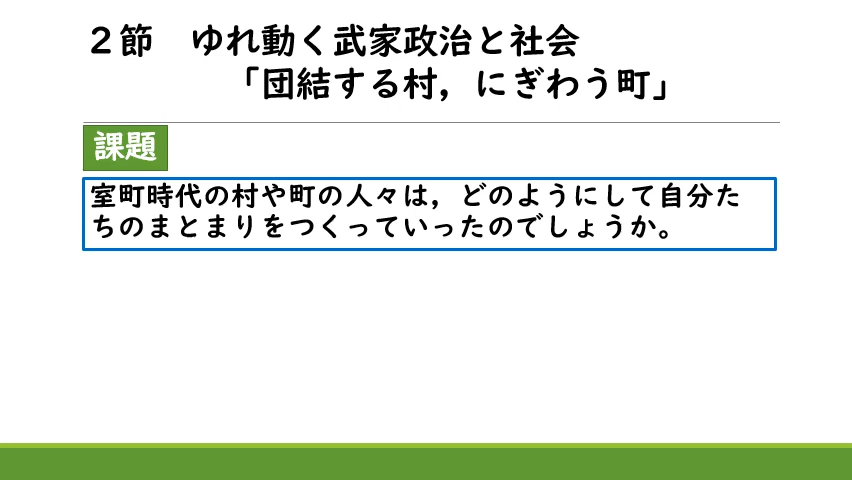 ２節　ゆれ動く武家政治と社会
「団結する村，にぎわう町」
課題
室町時代の村や町の人々は，どのようにして自分た
ちのまとまりをつくっていったのでしょうか。